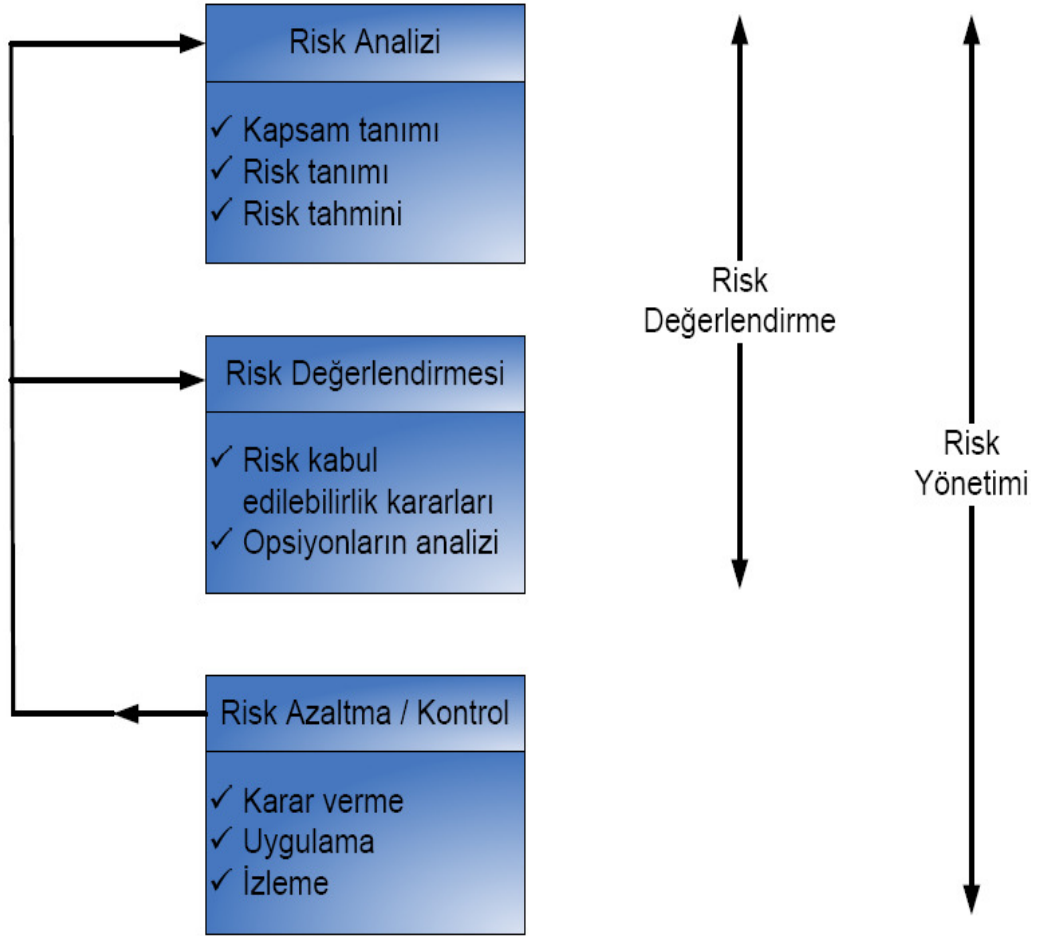 Risk Analizi
✓ Kapsam tanımı
✓ Risk tanımı
✓ Risk tahmini
Risk Değerlendirmesi
✓ Risk kabul
edilebilirlik kararları
✓ Opsiyonların analizi
Risk Azaltma / Kontrol
✓ Karar verme
✓ Uygulama
✓ İzleme
Risk
Değerlendirme
Risk
Yönetimi